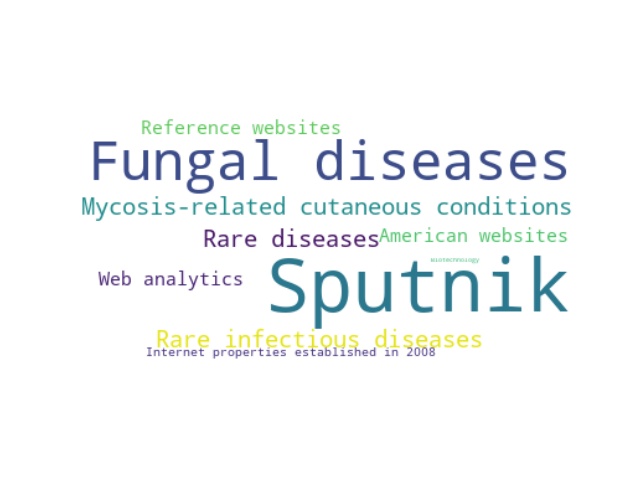 Reference websites
Fungal diseases
Mycosis-related cutaneous conditions
Rare diseases
American websites
Biotechnology
Web analytics
Sputnik
Rare infectious diseases
Internet properties established in 2008